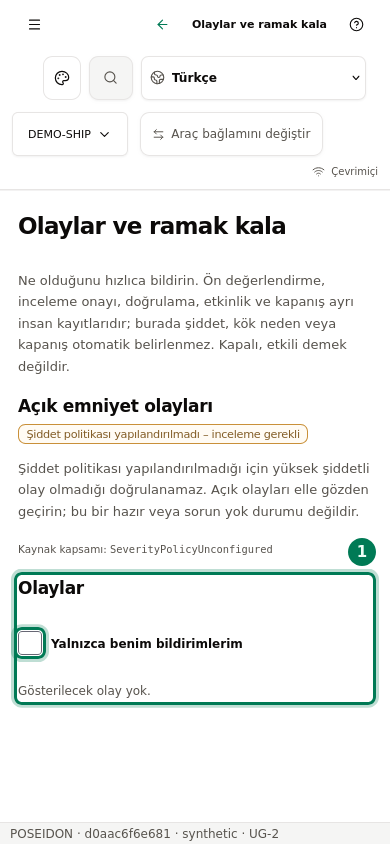 Olaylar ve ramak kala
Türkçe
DEMO-SHIP
Araç bağlamını değiştir
Çevrimiçi
Olaylar ve ramak kala
Ne olduğunu hızlıca bildirin. Ön değerlendirme,
inceleme onayı, doğrulama, etkinlik ve kapanış ayrı
insan kayıtlarıdır; burada şiddet, kök neden veya
kapanış otomatik belirlenmez. Kapalı, etkili demek
değildir.
Açık emniyet olayları
Şiddet politikası yapılandırılmadı – inceleme gerekli
Şiddet politikası yapılandırılmadığı için yüksek şiddetli
olay olmadığı doğrulanamaz. Açık olayları elle gözden
geçirin; bu bir hazır veya sorun yok durumu değildir.
Kaynak kapsamı: SeverityPolicyUnconfigured
1
Olaylar
Yalnızca benim bildirimlerim
Gösterilecek olay yok.
POSEIDON · d0aac6f6e681 · synthetic · UG-2